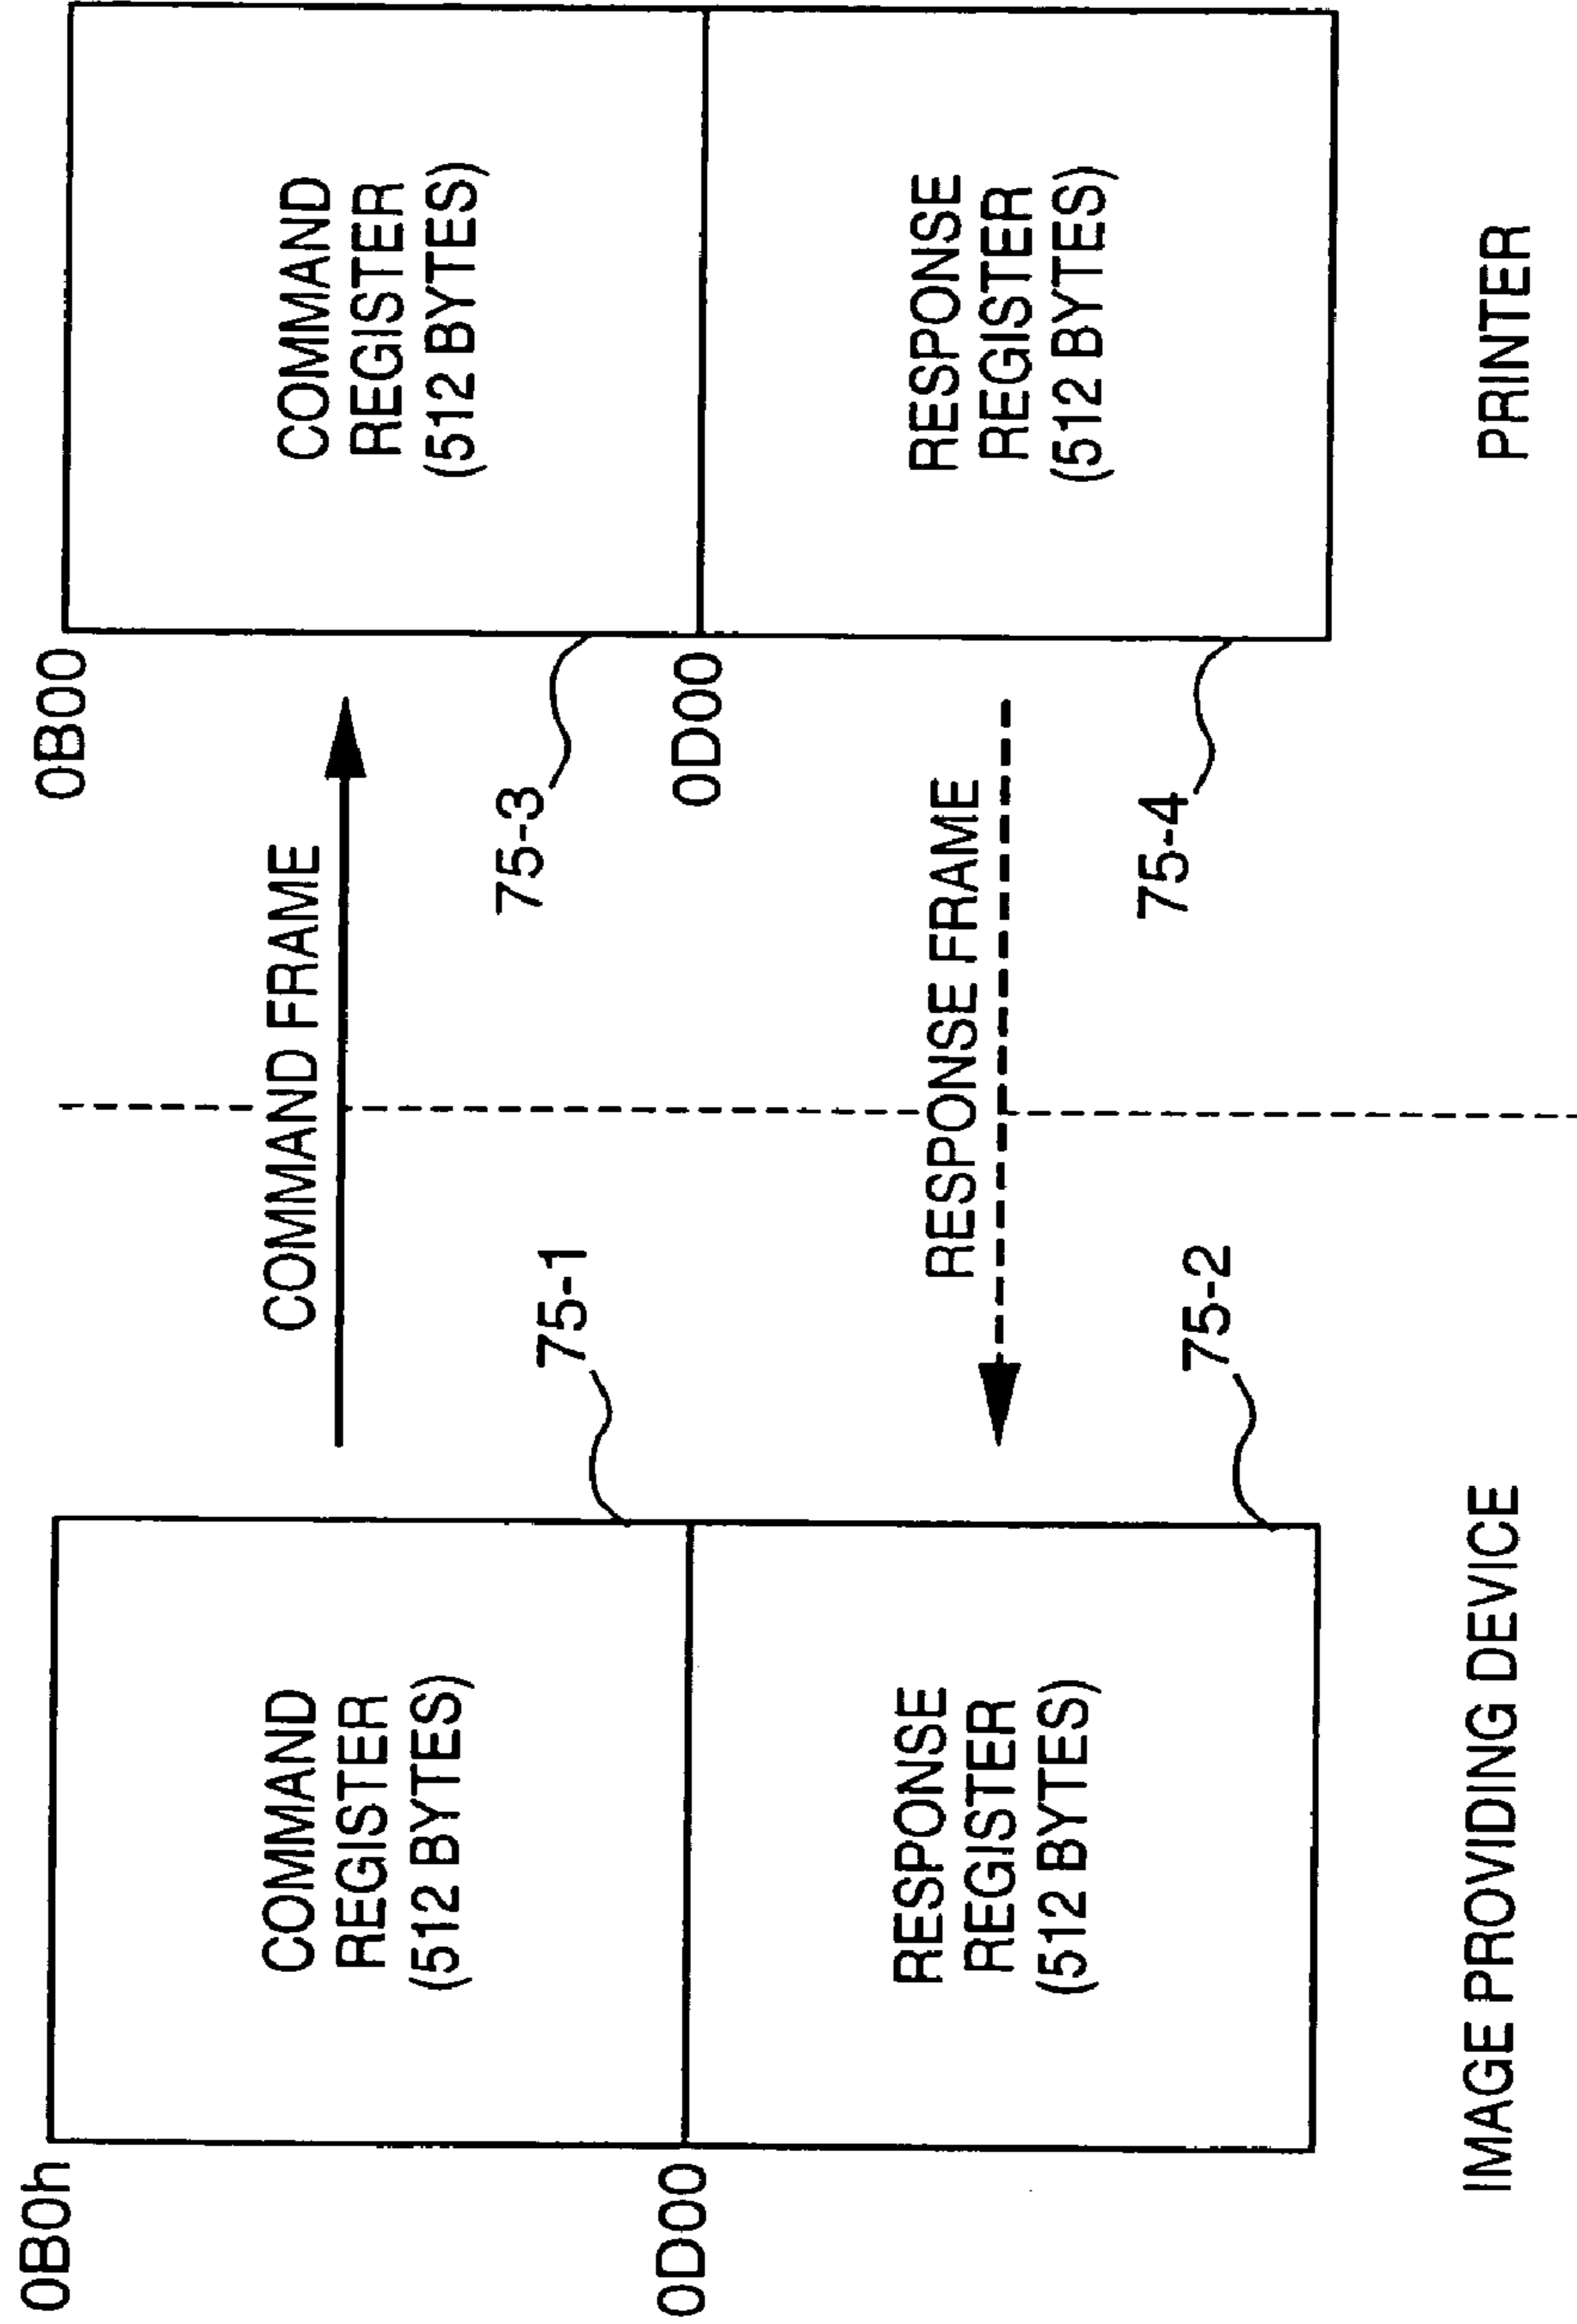 0B0h
COMMAND
REGISTER
(512 BYTES)
75-1
0D00
RESPONSE
REGISTER
(512 BYTES)
75-2
IMAGE PROVIDING DEVICE
COMMAND FRAME
RESPONSE FRAME
0B00
COMMAND
REGISTER
(512 BYTES)
75-3
0D00
RESPONSE
REGISTER
(512 BYTES)
75-4
PRINTER